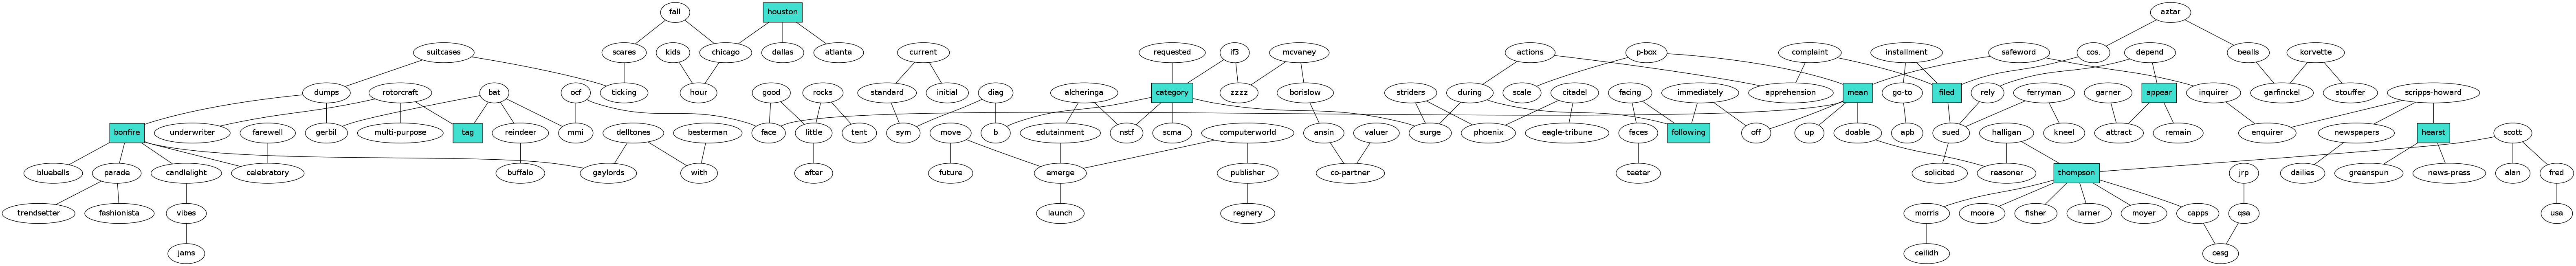 fall houston aztar
suitcases scares kids chicago dallas atlanta current requested if3 mcvaney actions p-box complaint installment safeword cos. depend bealls korvette
dumps rotorcraft bat ocf ticking hour good rocks standard initial diag alcheringa category zzzz borislow striders during scale citadel facing immediately apprehension mean go-to filed rely ferryman garner appear inquirer garfinckel stouffer scripps-howard
bonfire underwriter farewell gerbil multi-purpose tag reindeer mmi delltones besterman face little tent sym move b edutainment nstf scma computerworld ansin valuer surge phoenix eagle-tribune faces following off up doable apb sued halligan kneel attract remain enquirer newspapers hearst scott
bluebells parade candlelight celebratory buffalo gaylords with after future emerge publisher co-partner teeter solicited reasoner thompson jrp dailies greenspun news-press alan fred
trendsetter fashionista vibes launch regnery morris moore fisher larner moyer capps qsa usa
jams ceilidh cesg